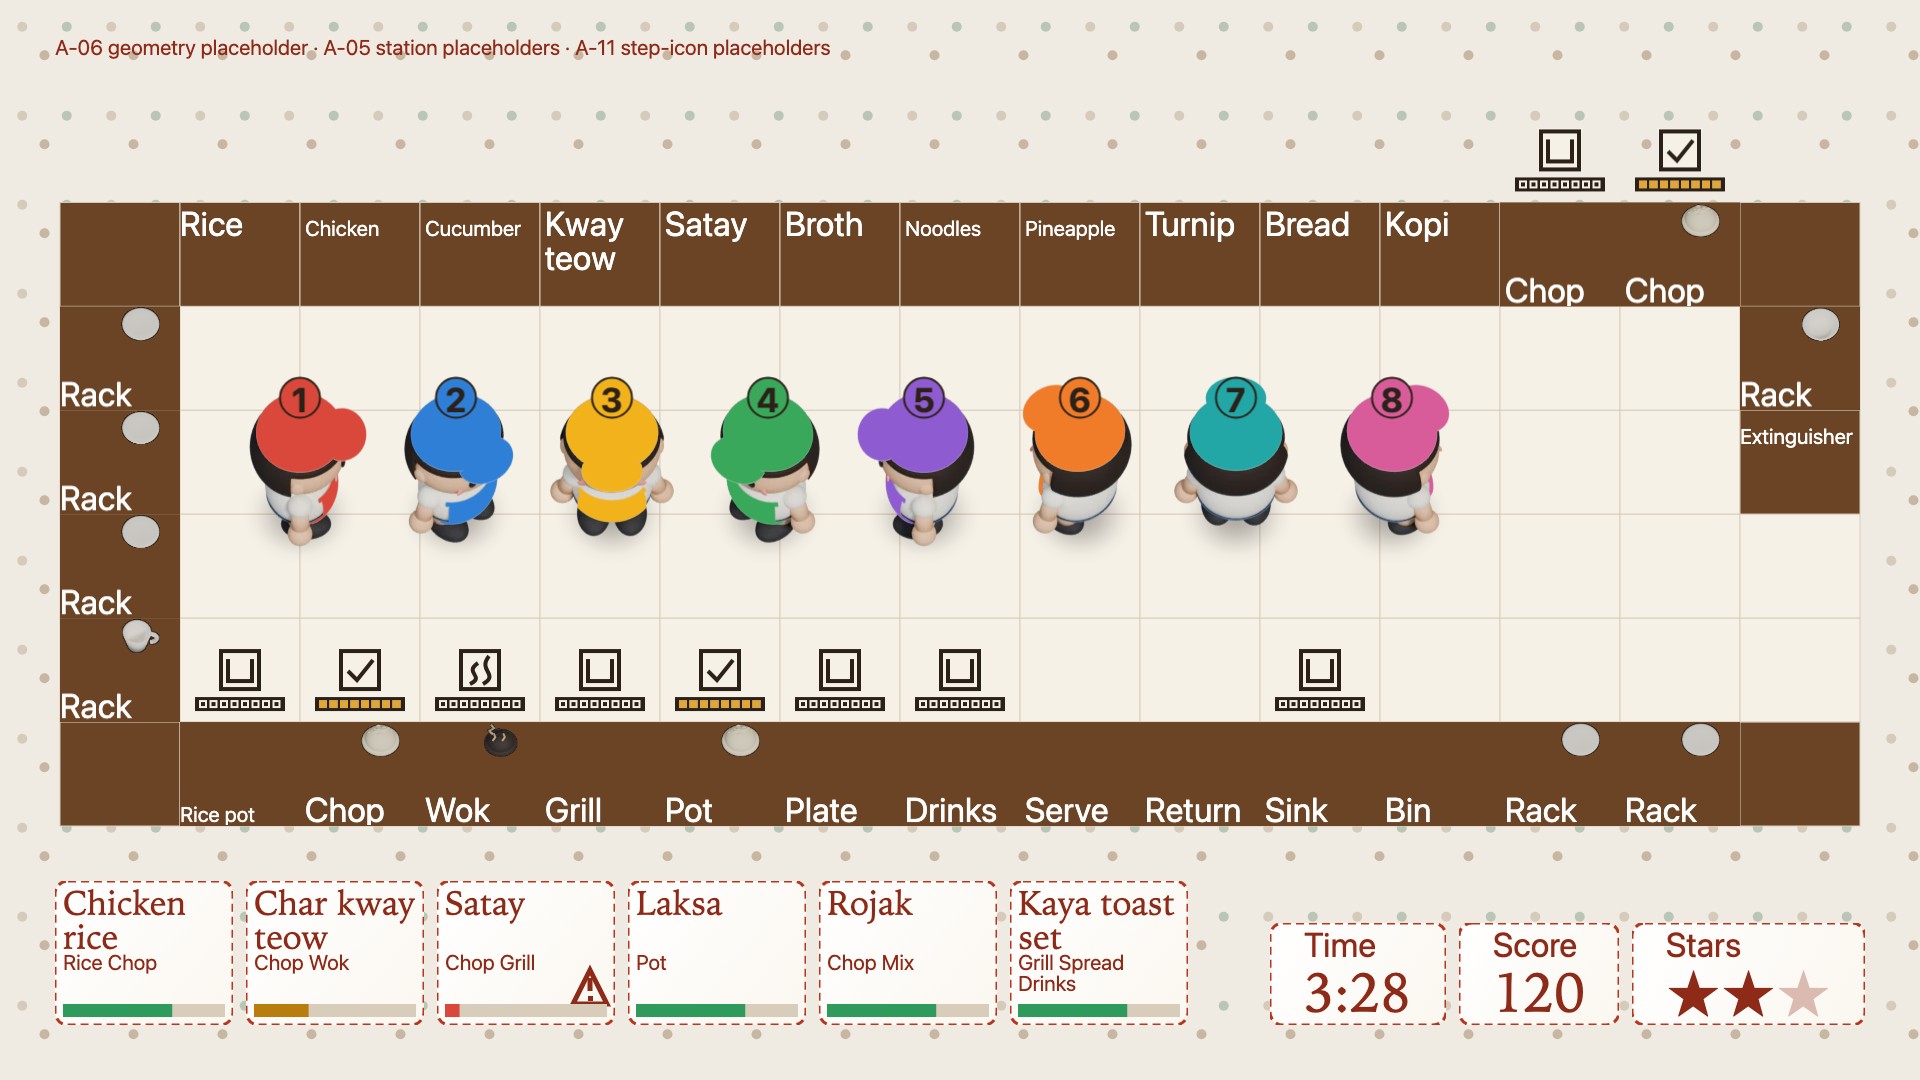 A-06 geometry placeholder · A-05 station placeholders · A-11 step-icon placeholders
Rice
Chicken
Cucumber
Kway
teow
Satay
Broth
Noodles
Pineapple
Turnip
Bread
Kopi
Chop
Chop
Rack
Rack
1
2
3
4
5
6
7
8
Extinguisher
Rack
Rack
Rack
Rice pot
Chop
Wok
Grill
Pot
Plate
Drinks
Serve
Return
Sink
Bin
Rack
Rack
Chicken
rice
Rice Chop
Char kway
teow
Chop Wok
Satay
Chop Grill
Laksa
Pot
Rojak
Chop Mix
Kaya toast
set
Grill Spread
Drinks
Time
3:28
Score
120
Stars